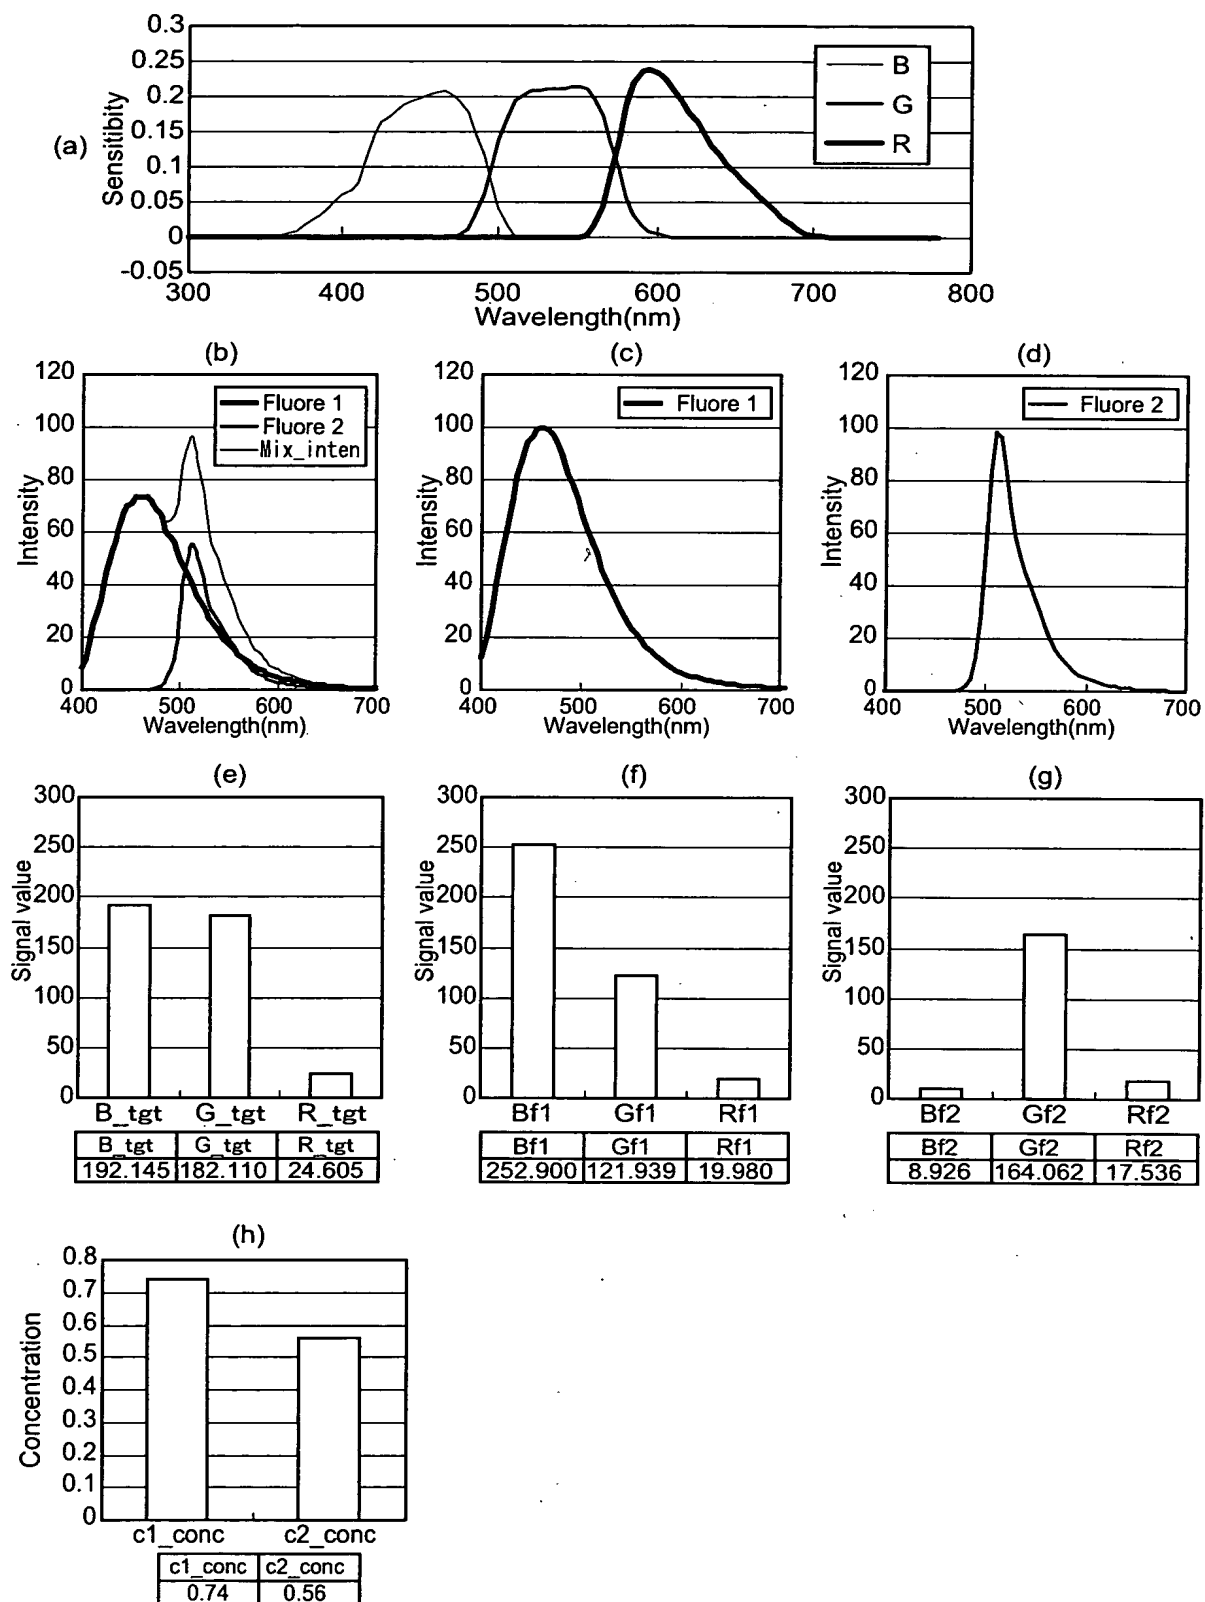 0.3
0.25
0.2
0.15
0.1
0.05
0
-0.05
(a)
Sensitibity
B
G
R
300 400 500 600 700 800
Wavelength(nm)
(b) (c) (d)
120
100
80
60
40
20
0
Intensity
Fluore 1
Fluore 2
Mix_inten
400 500 600 700
Wavelength(nm)
120
100
80
60
40
20
0
Intensity
Fluore 1
400 500 600 700
Wavelength(nm)
120
100
80
60
40
20
0
Intensity
Fluore 2
400 500 600 700
Wavelength(nm)
(e) (f) (g)
300
250
200
150
100
50
0
Signal value
B_tgt G_tgt R_tgt
B_tgt G_tgt R_tgt
192.145 182.110 24.605
300
250
200
150
100
50
0
Signal value
Bf1 Gf1 Rf1
Bf1 Gf1 Rf1
252.900 121.939 19.980
300
250
200
150
100
50
0
Signal value
Bf2 Gf2 Rf2
Bf2 Gf2 Rf2
8.926 164.062 17.536
(h)
0.8
0.7
0.6
0.5
0.4
0.3
0.2
0.1
0
Concentration
c1_conc c2_conc
c1_conc c2_conc
0.74 0.56